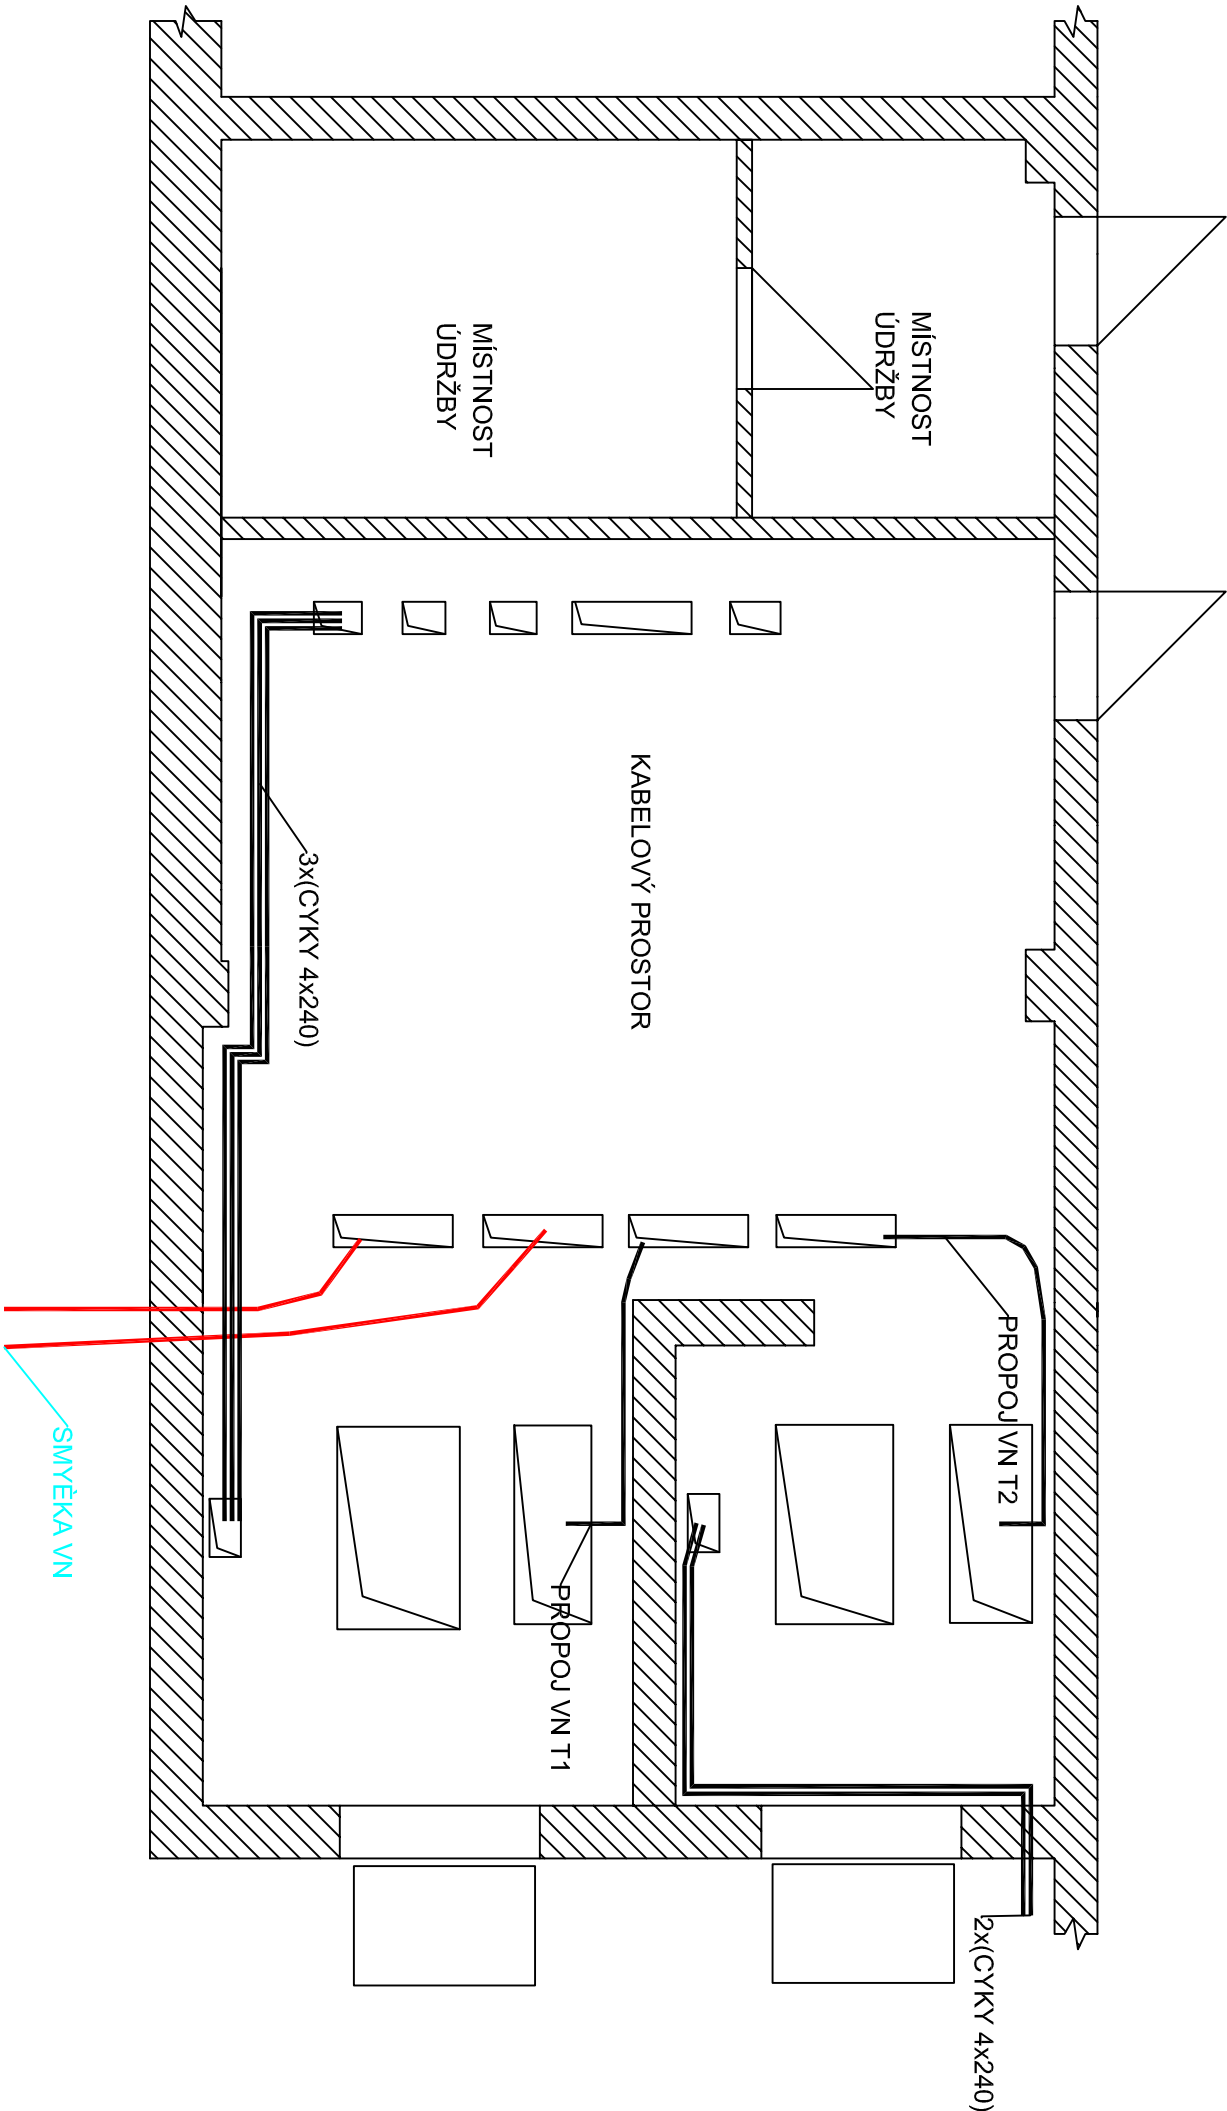 MÍSTNOST
ÚDRŽBY
MÍSTNOST
ÚDRŽBY
KABELOVÝ PROSTOR
3x(CYKY 4x240)
PROPOJ VN T2
PROPOJ VN T1
SMYĖKA VN
2x(CYKY 4x240)